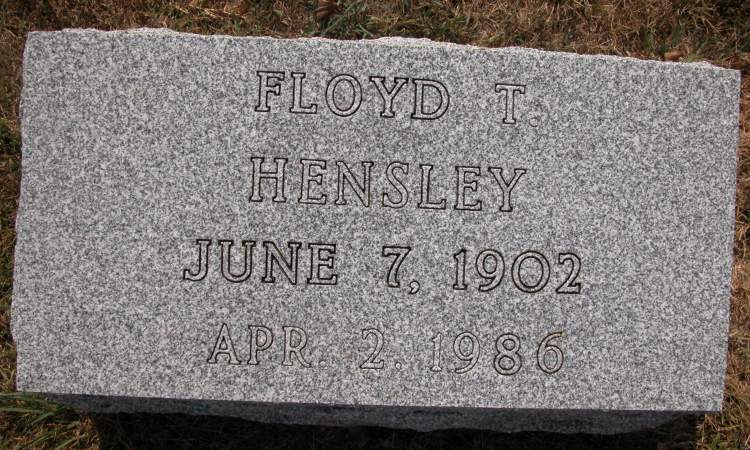 FLOYD T.
HENSLEY
JUNE 7, 1902
APR. 2. 1986